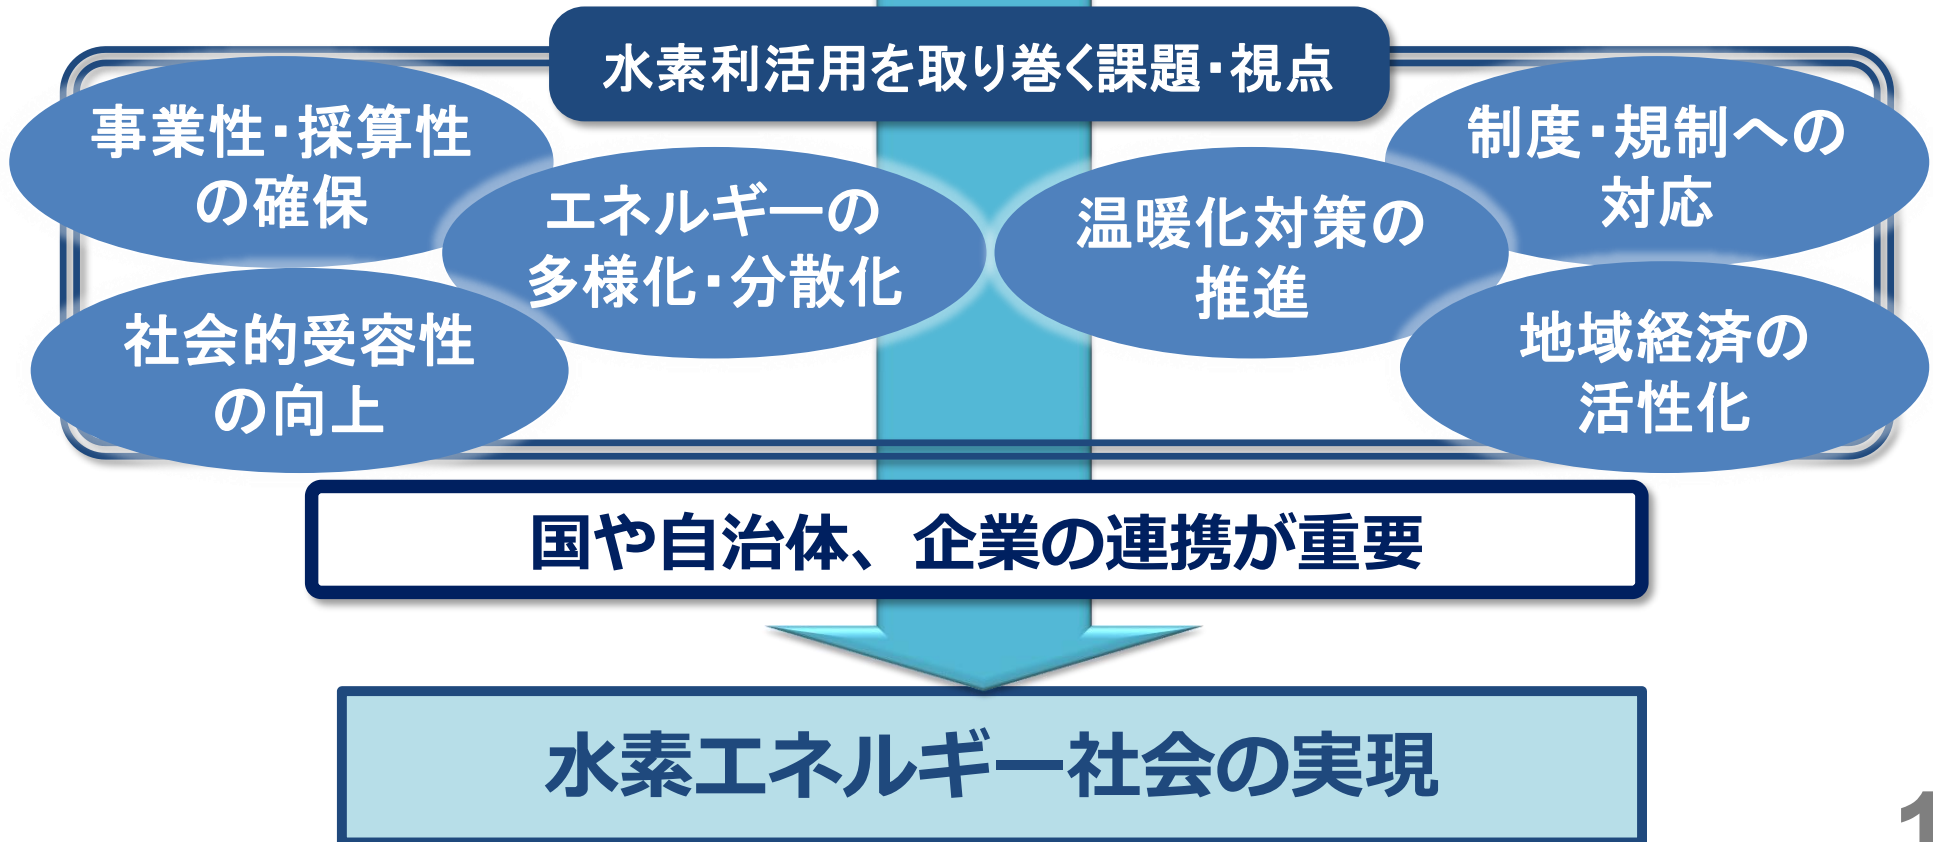 水素利活用を取り巻く課題・視点
事業性・採算性
の確保
エネルギーの
多様化・分散化
温暖化対策の
推進
制度・規制への
対応
社会的受容性
の向上
地域経済の
活性化
国や自治体、企業の連携が重要
水素エネルギー社会の実現